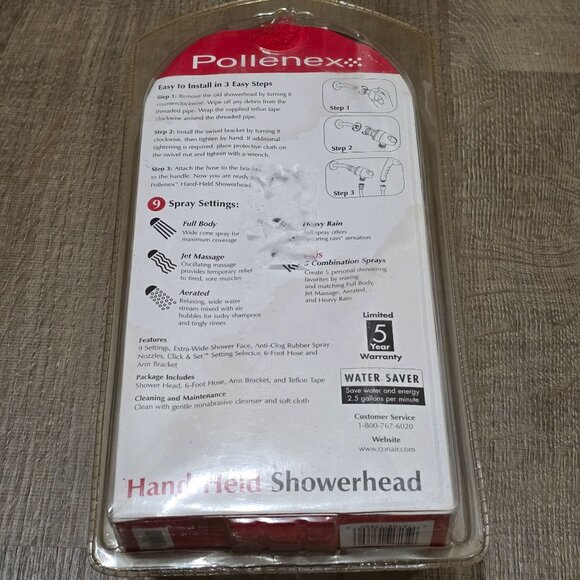 Pollenex
Easy to Install in 3 Easy Steps
Step 1: Remove the old showerhead by turning it
counterclockwise. Wipe off any debris from the
threaded pipe. Wrap the supplied teflon tape
clockwise around the threaded pipe.
Step 1
Step 2: Install the swivel bracket by turning it
clockwise, then tighten by hand. If additional
tightening is required, place protective cloth on
the swivel nut and tighten with a wrench.
Step 2
Step 3: Attach the hose to the
to the handle. Now you are ready
Pollenex™ Hand-Held Showerhead.
Step 3
9 Spray Settings:
Full Body
Wide cone spray for
maximum coverage
Heavy Rain
spray offers
rain" sensation
Jet Massage
Oscillating massage
provides temporary relief
to tired, sore muscles
Combination Sprays
Create 5 personal showering
favorites by mixing
and matching Full Body,
Jet Massage, Aerated,
and Heavy Rain
Aerated
Relaxing, wide water
stream mixed with air
bubbles for sudsy shampoos
and tingly rinses
Limited
5
Year
Warranty
Features
9 Settings, Extra-Wide Shower Face, Anti-Clog Rubber Spray
Nozzles, Click & Set™ Setting Selector, 6-Foot Hose and
Arm Bracket
Package Includes
Shower Head, 6-Foot Hose, Arm Bracket, and Teflon Tape
Cleaning and Maintenance
Clean with gentle nonabrasive cleanser and soft cloth
WATER SAVER
Save water and energy
2.5 gallons per minute
Customer Service
1-800-767-6020
Website
www.conair.com
Hand-Held Showerhead